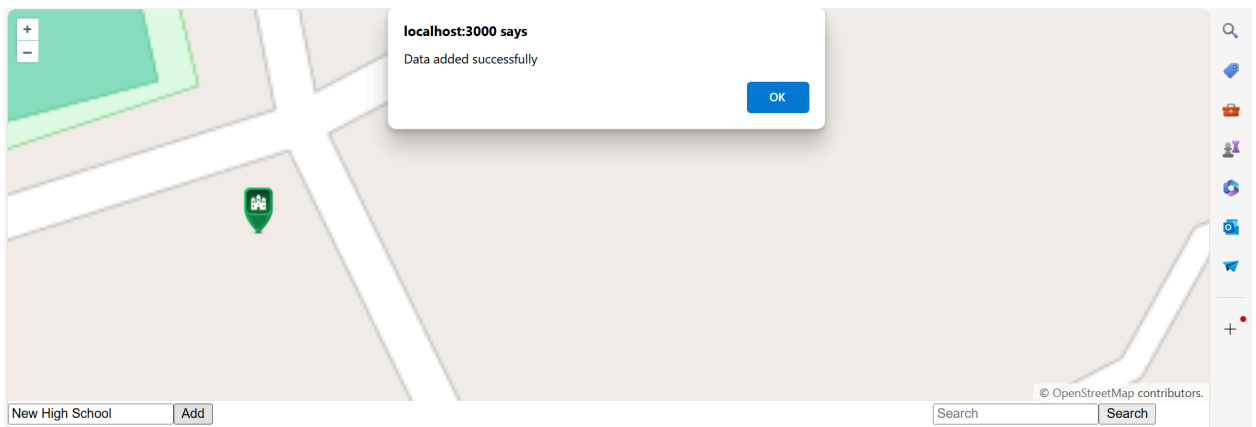 +
−
localhost:3000 says
Data added successfully
OK
© OpenStreetMap contributors.
New High School Add Search Search